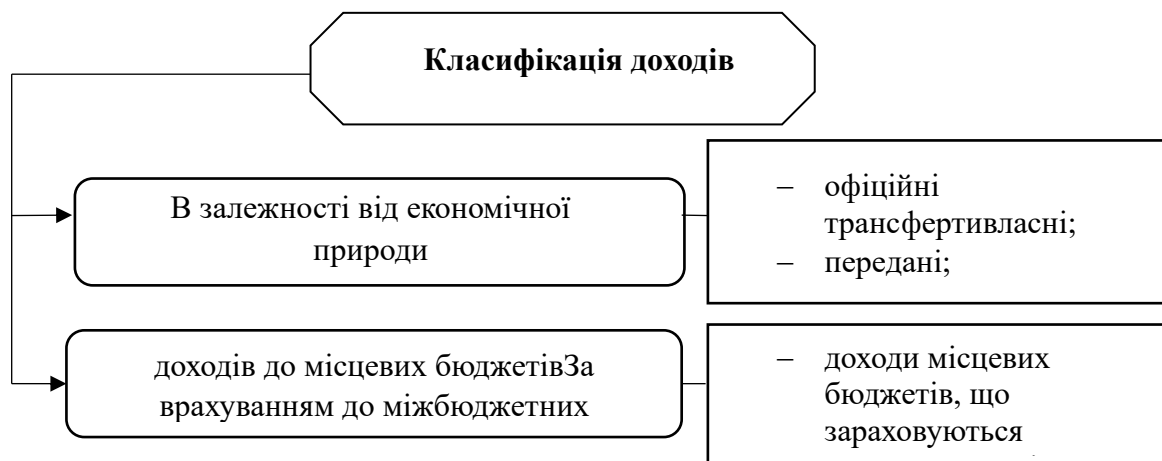 Класифікація доходів
В залежності від економічної
природи
– офіційні
трансфертивласні;
– передані;
доходів до місцевих бюджетівЗа
врахуванням до міжбюджетних
– доходи місцевих
бюджетів, що
зараховуються